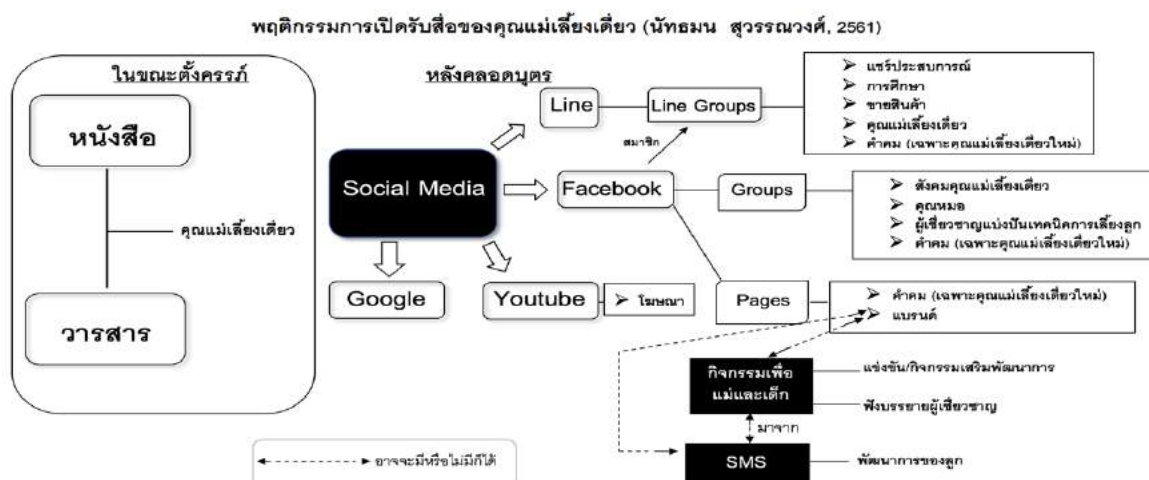 พฤติกรรมการเปิดรับสื่อของคุณแม่เลี้ยงเดี่ยว (นัทธมน สุวรรณวงศ์, 2561)
ในขณะตั้งครรภ์
หนังสือ
คุณแม่เลี้ยงเดี่ยว
วารสาร
หลังคลอดบุตร
Social Media
Line
Line Groups
➢ แชร์ประสบการณ์
➢ การศึกษา
➢ ขายสินค้า
➢ คุณแม่เลี้ยงเดี่ยว
➢ คำคม (เฉพาะคุณแม่เลี้ยงเดี่ยวใหม่)
สมาชิก
Facebook
Groups
➢ สังคมคุณแม่เลี้ยงเดี่ยว
➢ คุณหมอ
➢ ผู้เชี่ยวชาญแบ่งปันเทคนิคการเลี้ยงลูก
➢ คำคม (เฉพาะคุณแม่เลี้ยงเดี่ยวใหม่)
Google
Youtube
➢ โฆษณา
Pages
➢ คำคม (เฉพาะคุณแม่เลี้ยงเดี่ยวใหม่)
➢ แบรนด์
กิจกรรมเพื่อ
แม่และเด็ก
แข่งขัน/กิจกรรมเสริมพัฒนาการ
ฟังบรรยายผู้เชี่ยวชาญ
มาจาก
SMS
พัฒนาการของลูก
อาจจะมีหรือไม่มีก็ได้